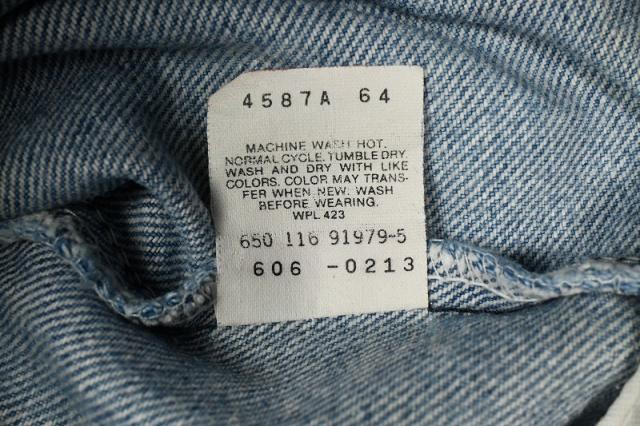 4587A 64
MACHINE WASH HOT.
NORMAL CYCLE. TUMBLE DRY.
WASH AND DRY WITH LIKE
COLORS. COLOR MAY TRANS-
FER WHEN NEW. WASH
BEFORE WEARING.
WPL 423
650 116 91979-5
606 -0213